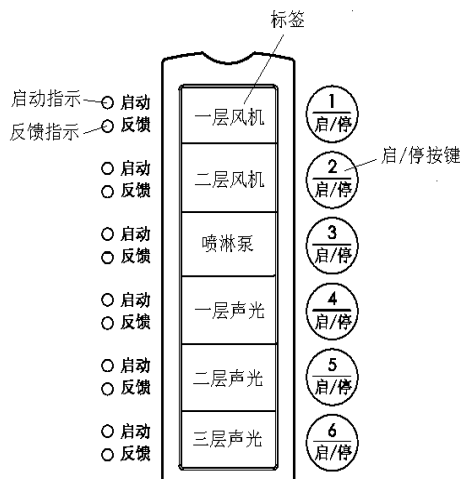 标签
启动指示
启动
反馈指示
反馈
一层风机
1
启/停
启动
反馈
二层风机
2
启/停
启/停按键
启动
反馈
喷淋泵
3
启/停
启动
反馈
一层声光
4
启/停
启动
反馈
二层声光
5
启/停
启动
反馈
三层声光
6
启/停